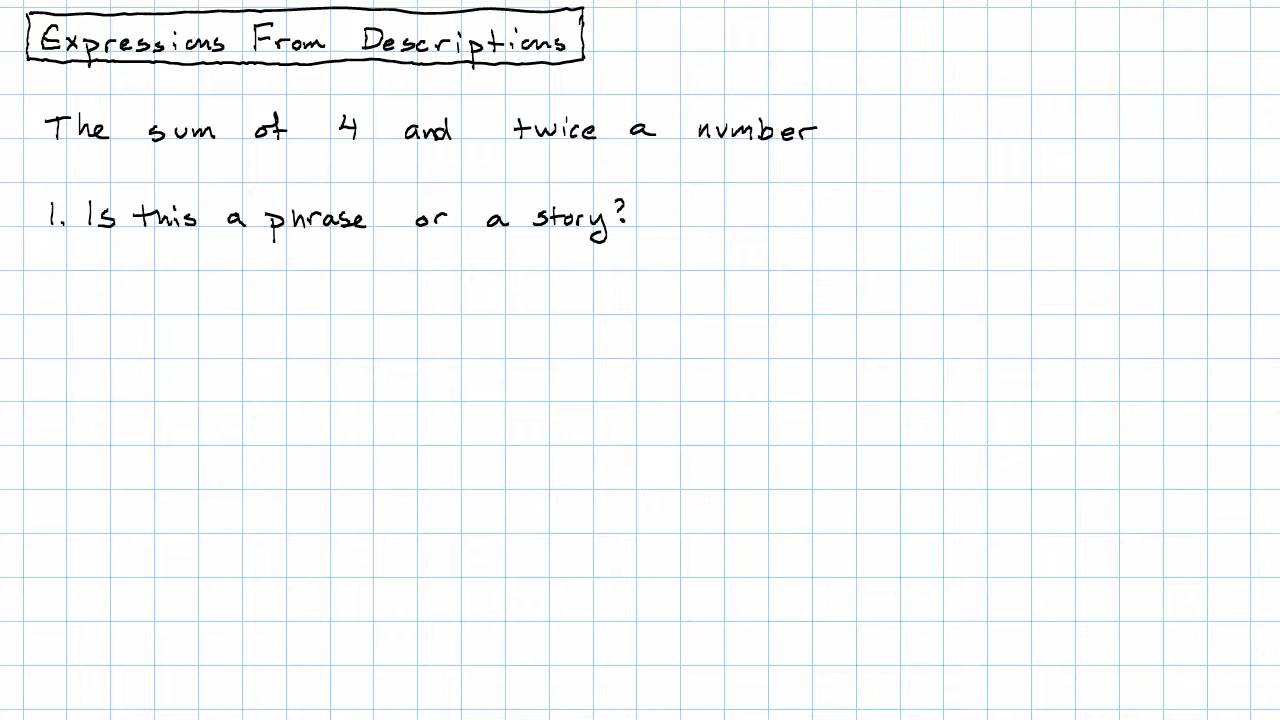 Expressions From Descriptions
The sum of 4 and twice a number
1. Is this a phrase or a story?